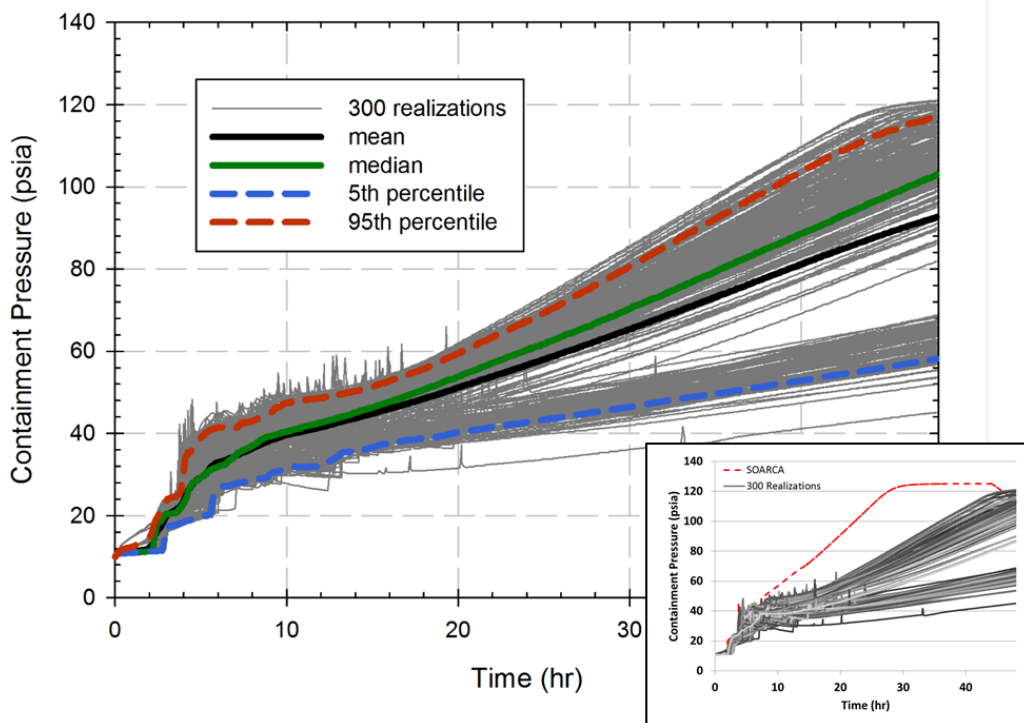 140
120
100
80
60
40
20
0
Containment Pressure (psia)
300 realizations
mean
median
5th percentile
95th percentile
0
10
20
30
Time (hr)
140
120
100
80
60
40
20
0
Containment Pressure (psia)
SOARCA
300 Realizations
0
10
20
30
40
Time (hr)